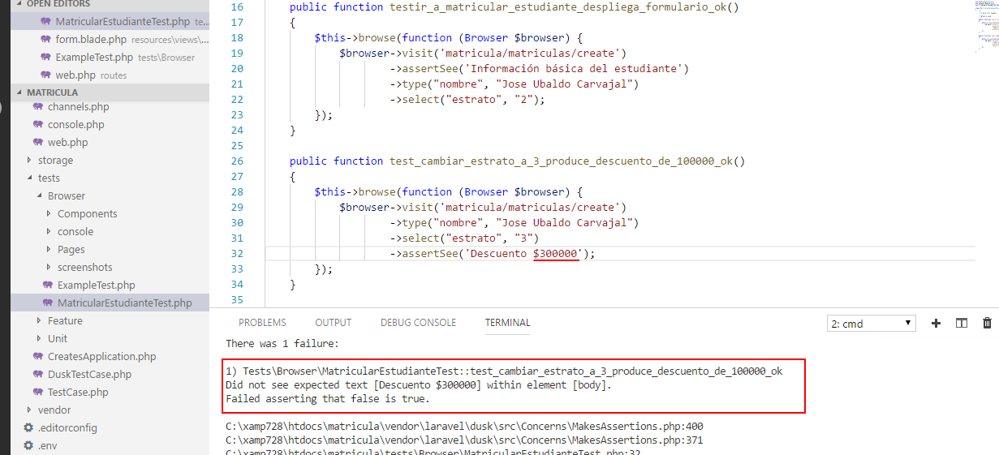 OPEN EDITORS
MatricularEstudianteTest.php te...
form.blade.php resources\views\...
ExampleTest.php tests\Browser
web.php routes
MATRICULA
channels.php
console.php
web.php
storage
tests
Browser
Components
console
Pages
screenshots
ExampleTest.php
MatricularEstudianteTest.php
Feature
Unit
CreatesApplication.php
DuskTestCase.php
TestCase.php
vendor
.editorconfig
.env
16 public function testir_a_matricular_estudiante_despliega_formulario_ok()
17 {
18 $this->browse(function (Browser $browser) {
19 $browser->visit('matricula/matriculas/create')
20 ->assertSee('Información básica del estudiante')
21 ->type("nombre", "Jose Ubaldo Carvajal")
22 ->select("estrato", "2");
23 });
24 }
25
26 public function test_cambiar_estrato_a_3_produce_descuento_de_100000_ok()
27 {
28 $this->browse(function (Browser $browser) {
29 $browser->visit('matricula/matriculas/create')
30 ->type("nombre", "Jose Ubaldo Carvajal")
31 ->select("estrato", "3")
32 ->assertSee('Descuento $300000');
33 });
34 }
35
PROBLEMS OUTPUT DEBUG CONSOLE TERMINAL 2: cmd
There was 1 failure:
1) Tests\Browser\MatricularEstudianteTest::test_cambiar_estrato_a_3_produce_descuento_de_100000_ok
Did not see expected text [Descuento $300000] within element [body].
Failed asserting that false is true.
C:\xamp728\htdocs\matricula\vendor\laravel\dusk\src\Concerns\MakesAssertions.php:400
C:\xamp728\htdocs\matricula\vendor\laravel\dusk\src\Concerns\MakesAssertions.php:371
C:\xamp728\htdocs\matricula\tests\Browser\MatricularEstudianteTest.php:32